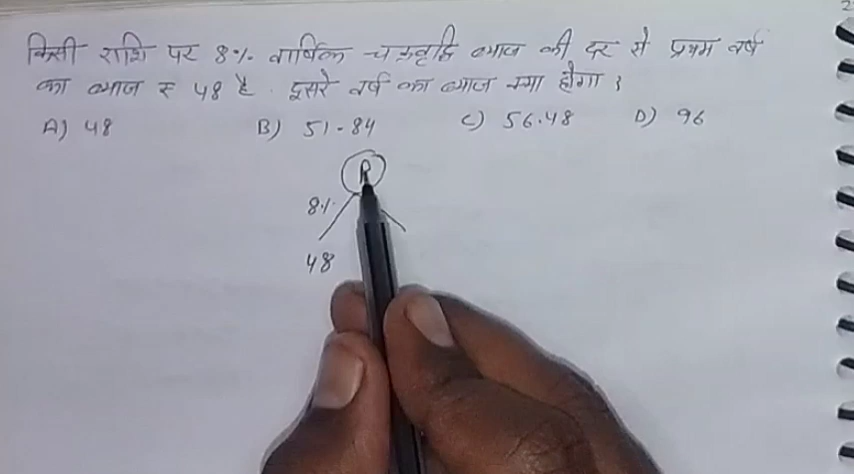 किसी राशि पर 8% वार्षिक चक्रवृद्धि ब्याज की दर से प्रथम वर्ष
का ब्याज रु 48 है . दूसरे वर्ष का ब्याज क्या होगा ?
A) 48 B) 51.84 C) 56.48 D) 96
P
8%
48